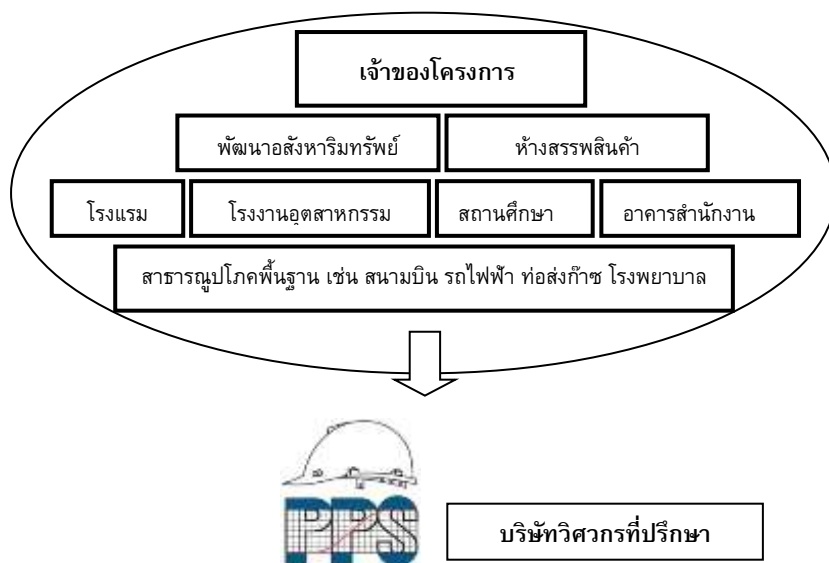 เจ้าของโครงการ
พัฒนาอสังหาริมทรัพย์ ห้างสรรพสินค้า
โรงแรม โรงงานอุตสาหกรรม สถานศึกษา อาคารสำนักงาน
สาธารณูปโภคพื้นฐาน เช่น สนามบิน รถไฟฟ้า ท่อส่งก๊าซ โรงพยาบาล
PPS
บริษัทวิศวกรที่ปรึกษา